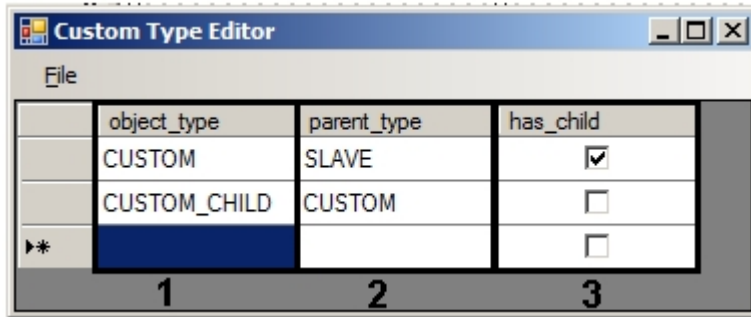 Custom Type Editor
File
object_type parent_type has_child
CUSTOM SLAVE
CUSTOM_CHILD CUSTOM
1 2 3